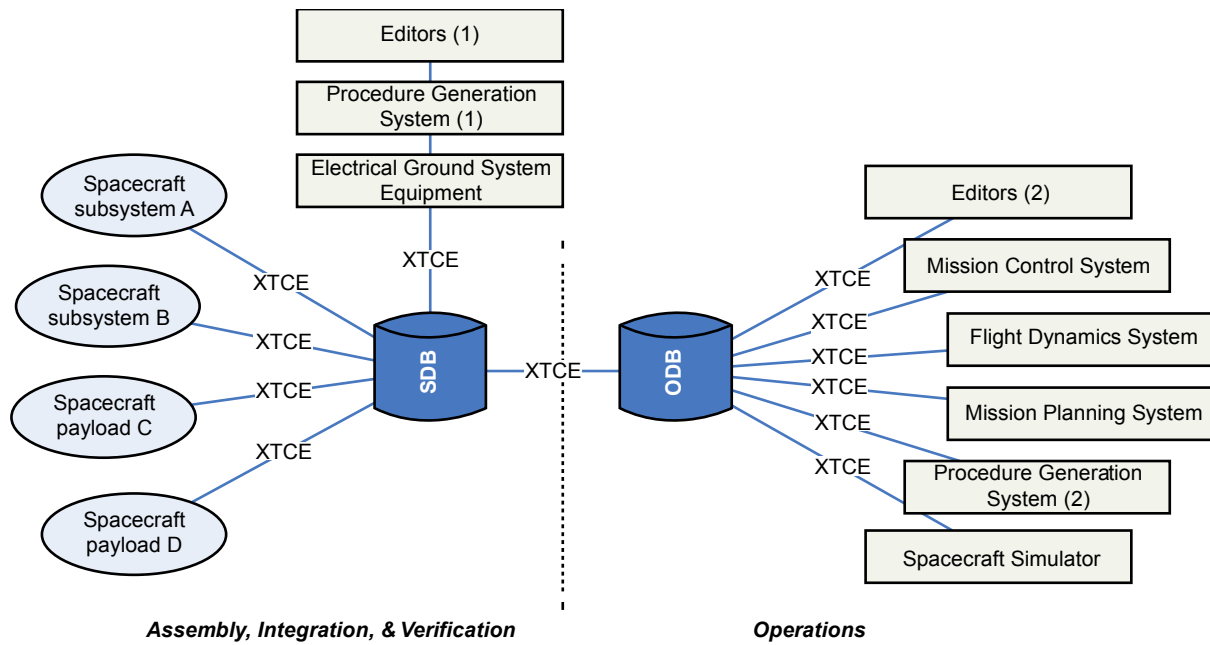 Editors (1)
Procedure Generation
System (1)
Electrical Ground System
Equipment
Spacecraft
subsystem A
Spacecraft
subsystem B
Spacecraft
payload C
Spacecraft
payload D
XTCE
XTCE
XTCE
XTCE
XTCE
SDB
XTCE
ODB
XTCE
XTCE
XTCE
XTCE
XTCE
XTCE
Editors (2)
Mission Control System
Flight Dynamics System
Mission Planning System
Procedure Generation
System (2)
Spacecraft Simulator
Assembly, Integration, & Verification
Operations